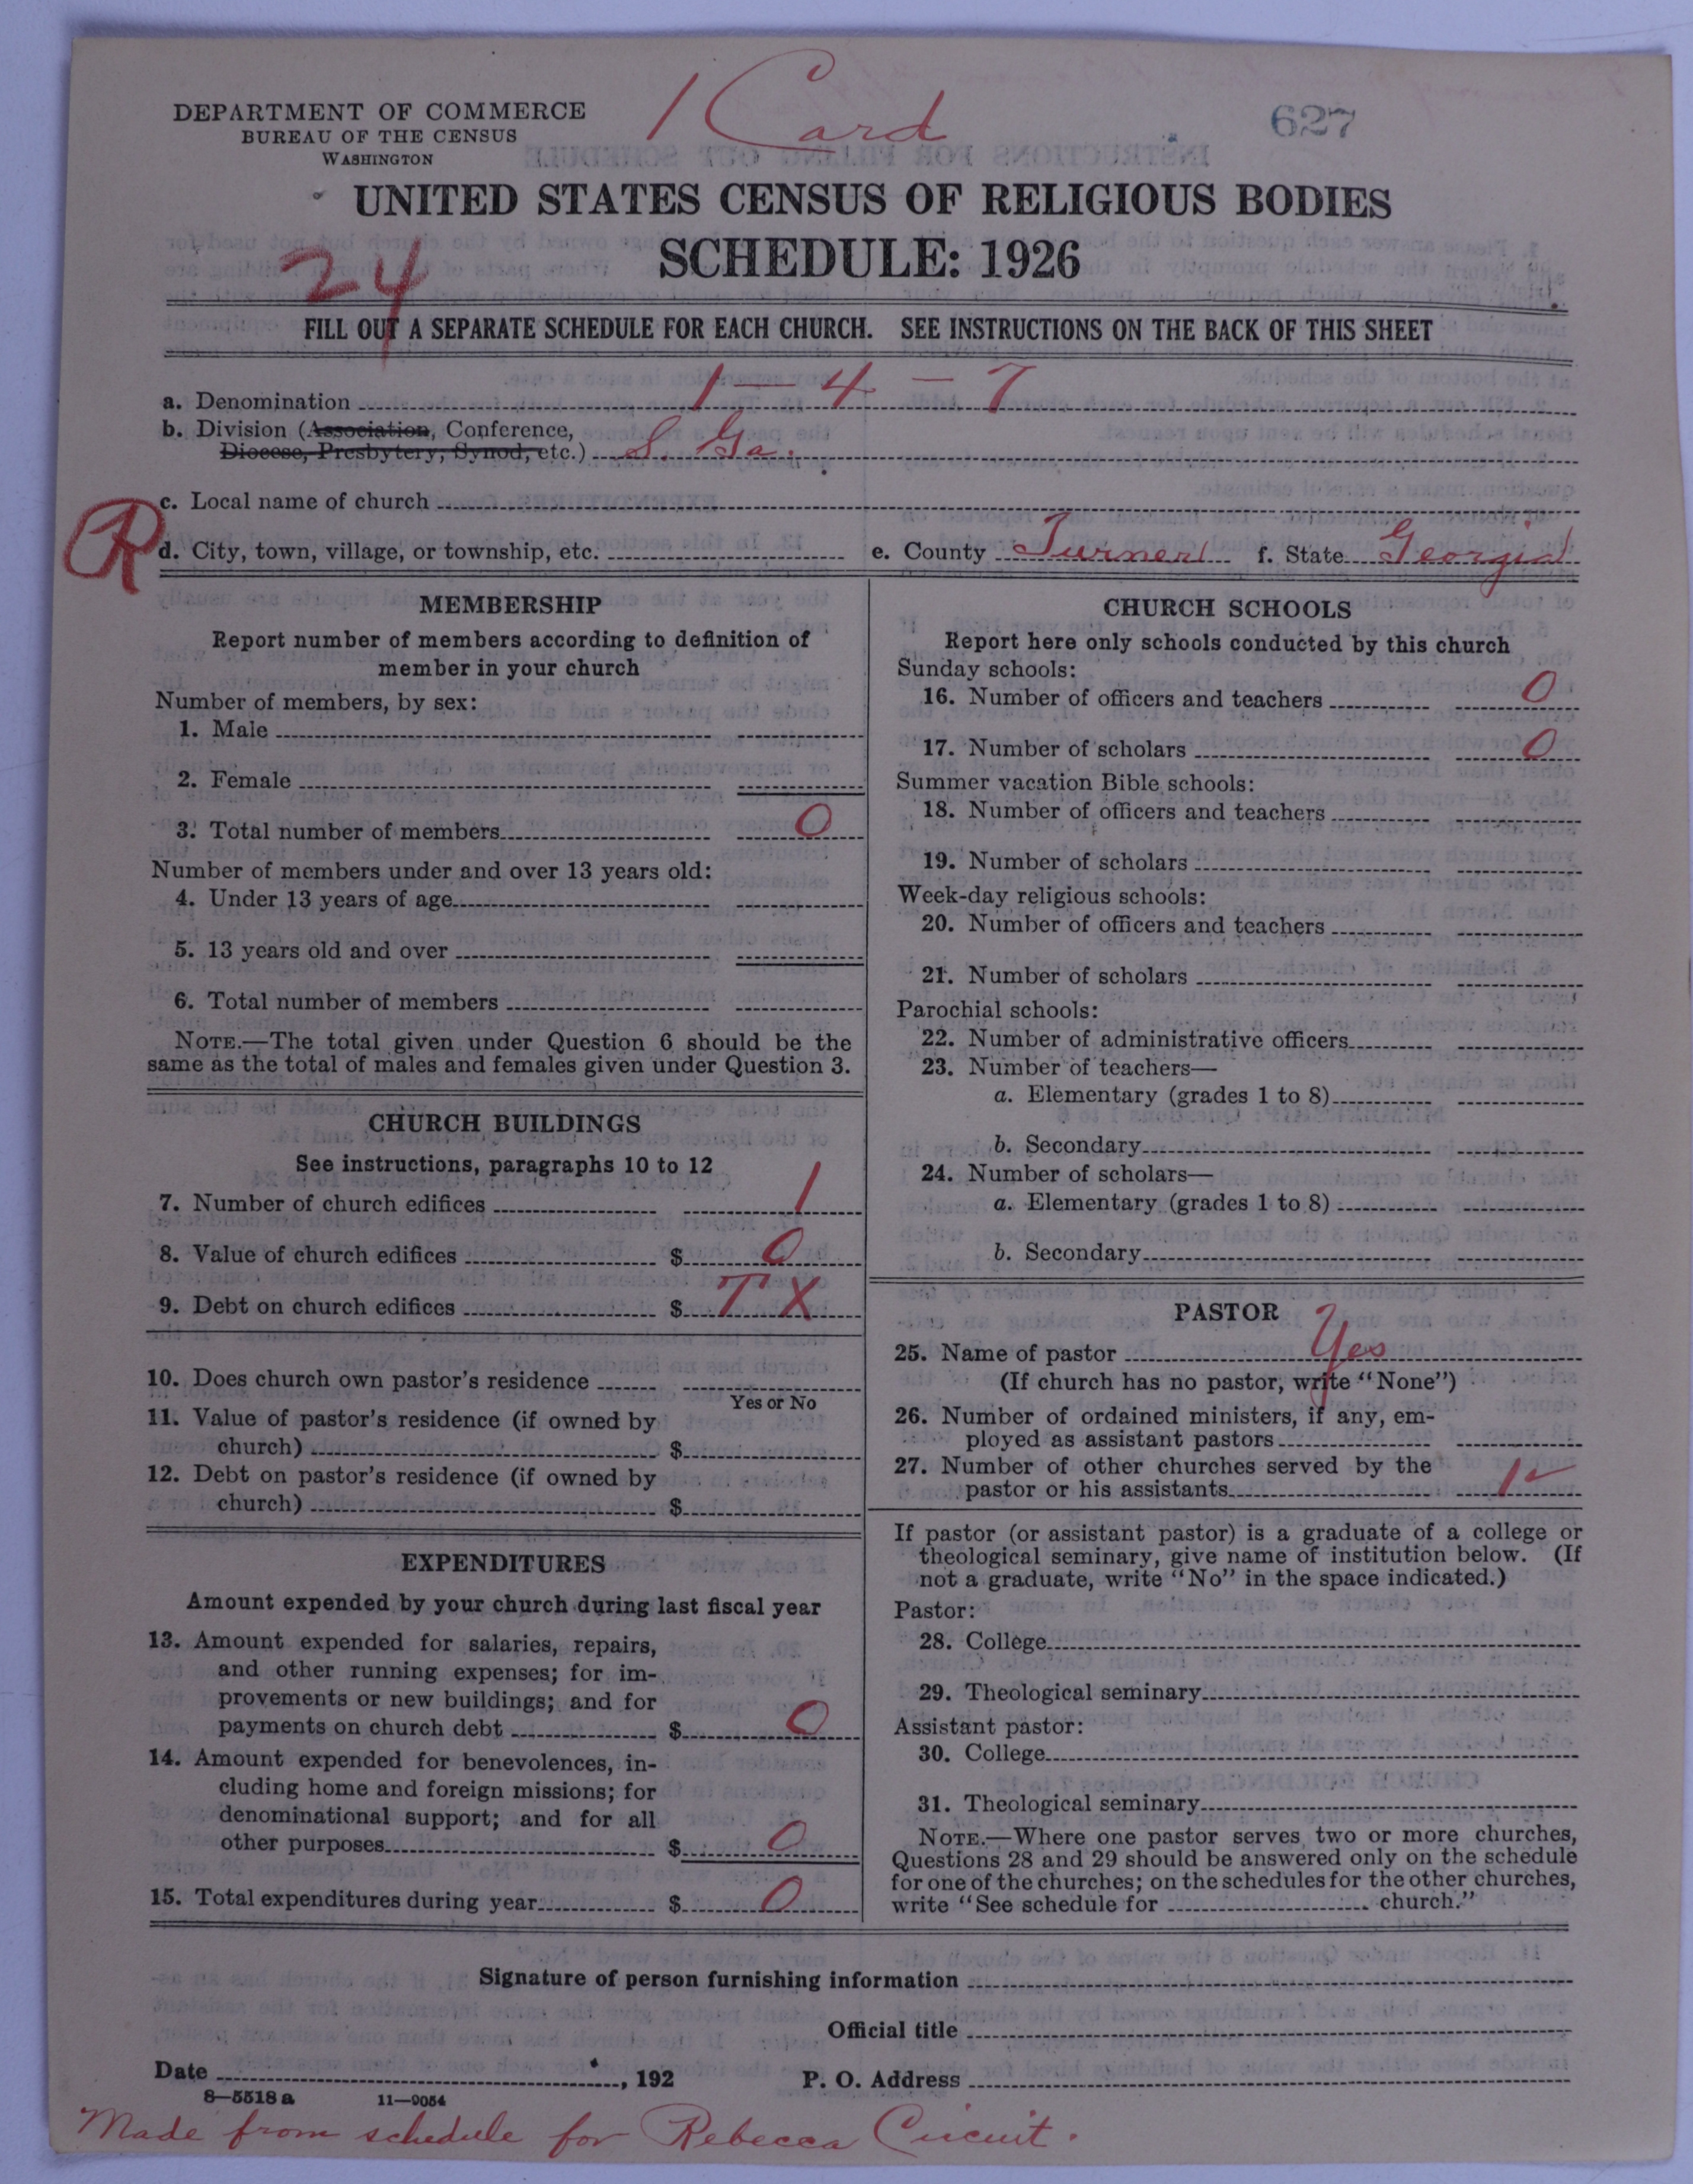 1 Card
627
DEPARTMENT OF COMMERCE
BUREAU OF THE CENSUS
WASHINGTON
UNITED STATES CENSUS OF RELIGIOUS BODIES
SCHEDULE: 1926
24
FILL OUT A SEPARATE SCHEDULE FOR EACH CHURCH. SEE INSTRUCTIONS ON THE BACK OF THIS SHEET
a. Denomination 1 - 4 - 7
b. Division (Association, Conference,
Diocese, Presbytery, Synod, etc.) S. Ga.
c. Local name of church
R
d. City, town, village, or township, etc. e. County Turner f. State Georgia
MEMBERSHIP
Report number of members according to definition of
member in your church
Number of members, by sex:
1. Male
2. Female
3. Total number of members 0
Number of members under and over 13 years old:
4. Under 13 years of age
5. 13 years old and over
6. Total number of members
NOTE.—The total given under Question 6 should be the
same as the total of males and females given under Question 3.
CHURCH BUILDINGS
See instructions, paragraphs 10 to 12
7. Number of church edifices 1
8. Value of church edifices $ 0
9. Debt on church edifices $ T X
10. Does church own pastor's residence
Yes or No
11. Value of pastor's residence (if owned by
church) $
12. Debt on pastor's residence (if owned by
church) $
EXPENDITURES
Amount expended by your church during last fiscal year
13. Amount expended for salaries, repairs,
and other running expenses; for im-
provements or new buildings; and for
payments on church debt $ 0
14. Amount expended for benevolences, in-
cluding home and foreign missions; for
denominational support; and for all
other purposes $ 0
15. Total expenditures during year $ 0
CHURCH SCHOOLS
Report here only schools conducted by this church
Sunday schools:
16. Number of officers and teachers 0
17. Number of scholars 0
Summer vacation Bible schools:
18. Number of officers and teachers
19. Number of scholars
Week-day religious schools:
20. Number of officers and teachers
21. Number of scholars
Parochial schools:
22. Number of administrative officers
23. Number of teachers—
a. Elementary (grades 1 to 8)
b. Secondary
24. Number of scholars—
a. Elementary (grades 1 to 8)
b. Secondary
PASTOR
25. Name of pastor Yes
(If church has no pastor, write "None")
26. Number of ordained ministers, if any, em-
ployed as assistant pastors
27. Number of other churches served by the
pastor or his assistants
If pastor (or assistant pastor) is a graduate of a college or
theological seminary, give name of institution below. (If
not a graduate, write "No" in the space indicated.)
Pastor:
28. College
29. Theological seminary
Assistant pastor:
30. College
31. Theological seminary
NOTE.—Where one pastor serves two or more churches,
Questions 28 and 29 should be answered only on the schedule
for one of the churches; on the schedules for the other churches,
write "See schedule for church."
Signature of person furnishing information
Official title
Date , 192 P. O. Address
8—5518 a 11—9054
Made from schedule for Rebecca Circuit.